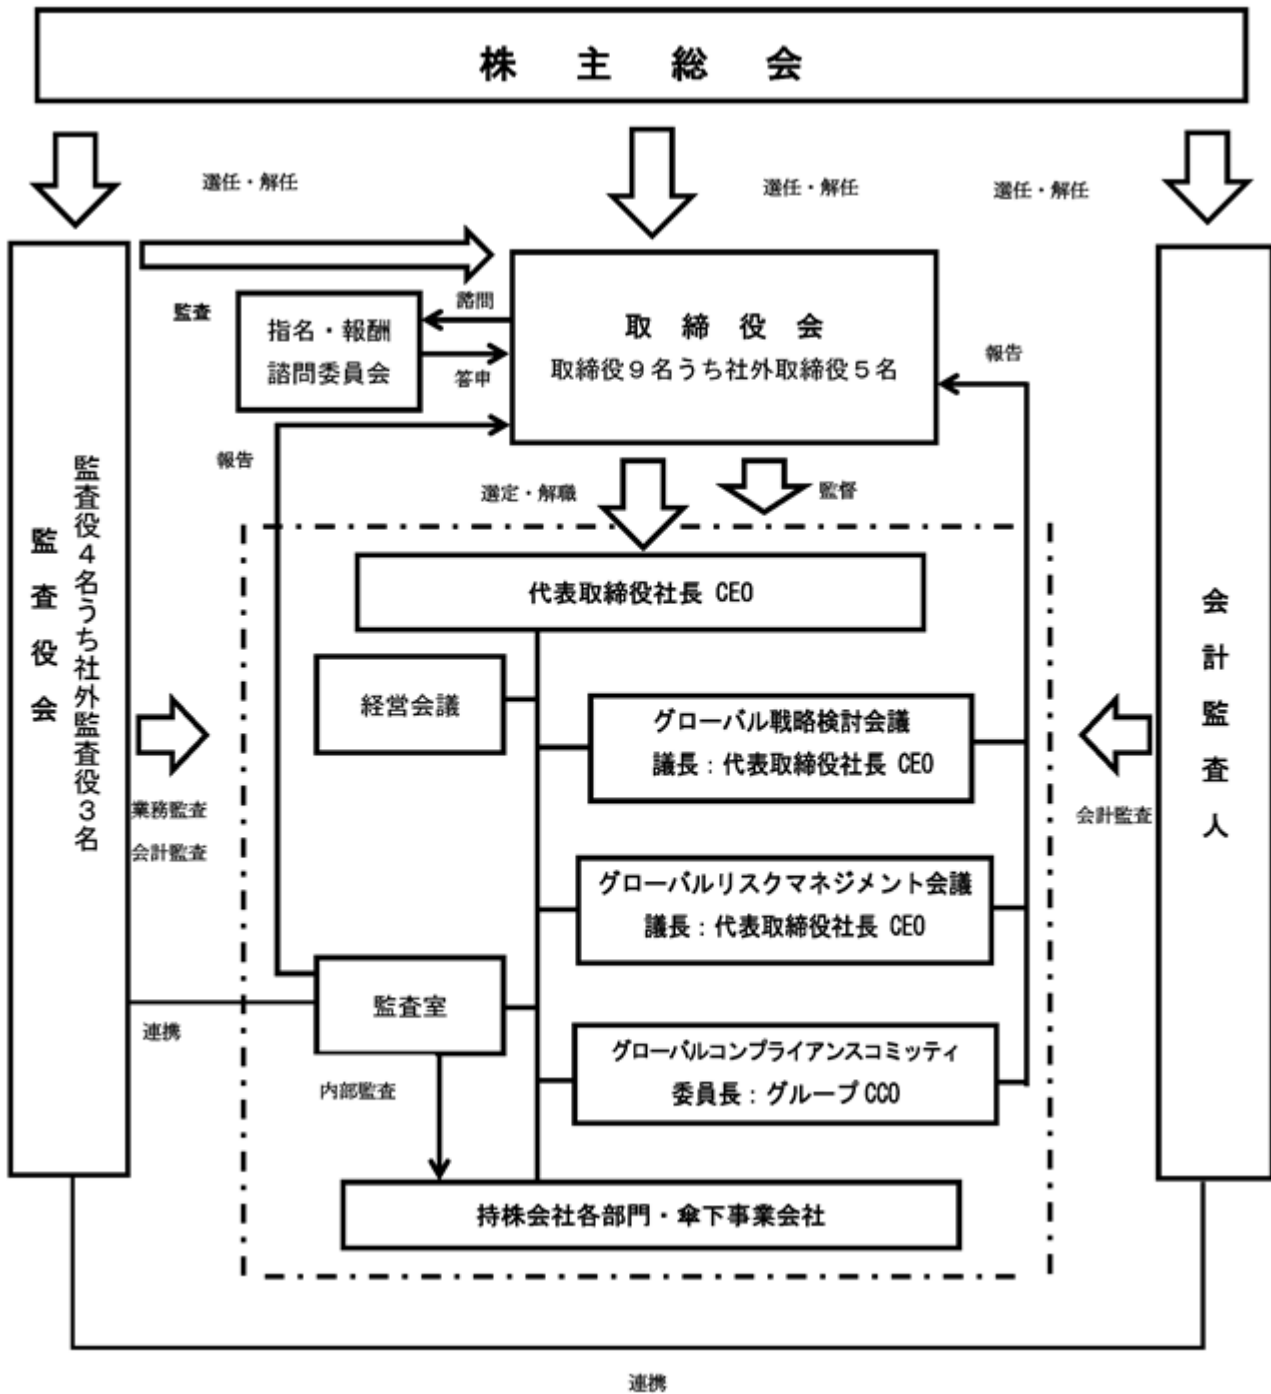 株主総会
選任・解任
選任・解任
選任・解任
監査
諮問
指名・報酬
諮問委員会
答申
取締役会
取締役９名うち社外取締役５名
報告
報告
選定・解職
監督
監査役会
監査役４名うち社外監査役３名
代表取締役社長 CEO
会計監査人
経営会議
グローバル戦略検討会議
議長：代表取締役社長 CEO
業務監査
会計監査
会計監査
グローバルリスクマネジメント会議
議長：代表取締役社長 CEO
監査室
連携
グローバルコンプライアンスコミッティ
委員長：グループ CCO
内部監査
持株会社各部門・傘下事業会社
連携